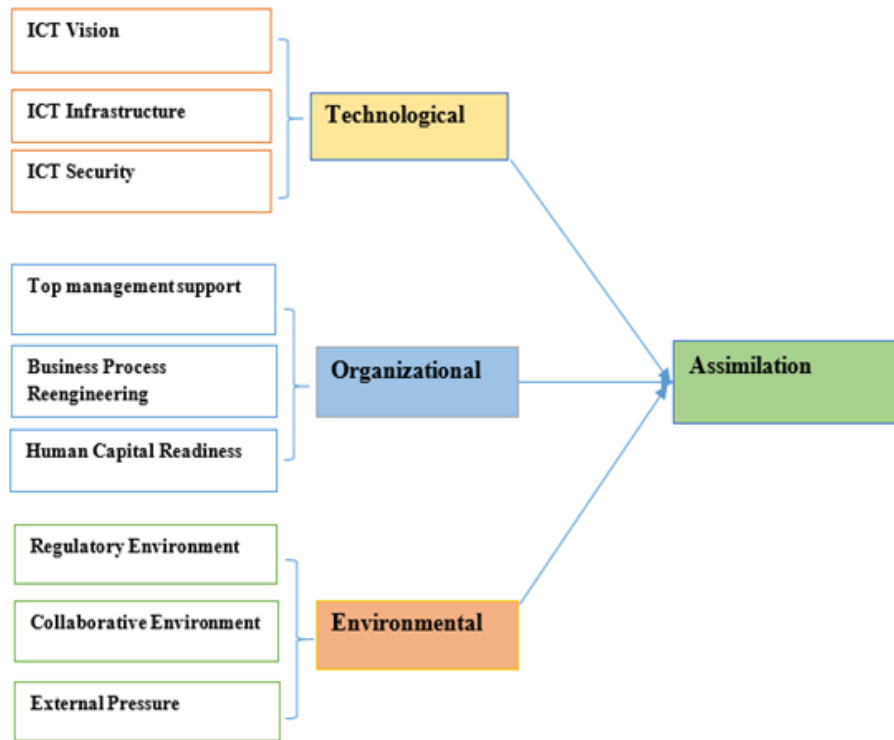 ICT Vision
ICT Infrastructure
ICT Security
Technological
Top management support
Business Process
Reengineering
Human Capital Readiness
Organizational
Assimilation
Regulatory Environment
Collaborative Environment
External Pressure
Environmental